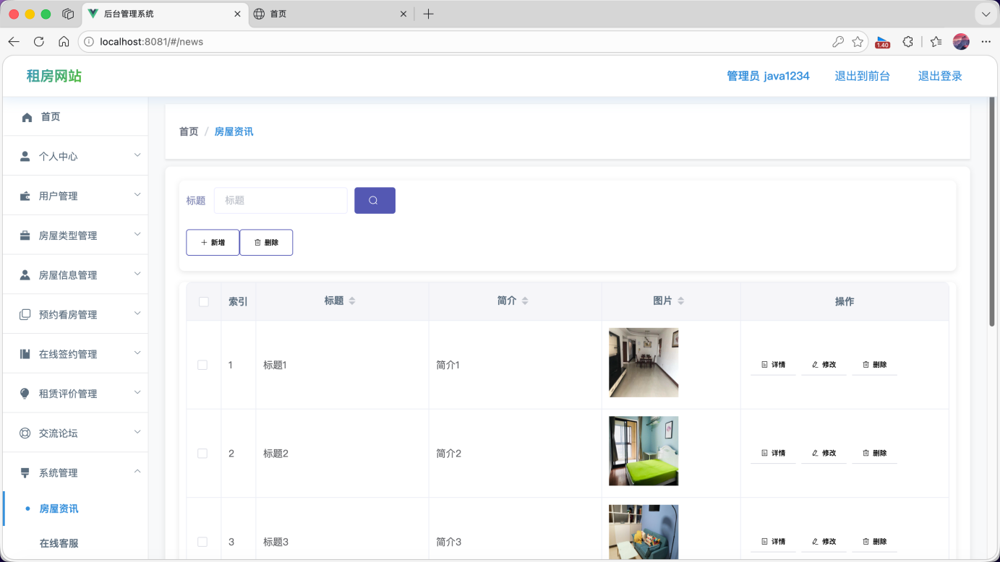 后台管理系统
首页
localhost:8081/#/news
1.40
租房网站
管理员 java1234
退出到前台
退出登录
首页
个人中心
用户管理
房屋类型管理
房屋信息管理
预约看房管理
在线签约管理
租赁评价管理
交流论坛
系统管理
房屋资讯
在线客服
首页 / 房屋资讯
标题 标题
新增 删除
索引 标题 简介 图片 操作
1 标题1 简介1 详情 修改 删除
2 标题2 简介2 详情 修改 删除
3 标题3 简介3 详情 修改 删除